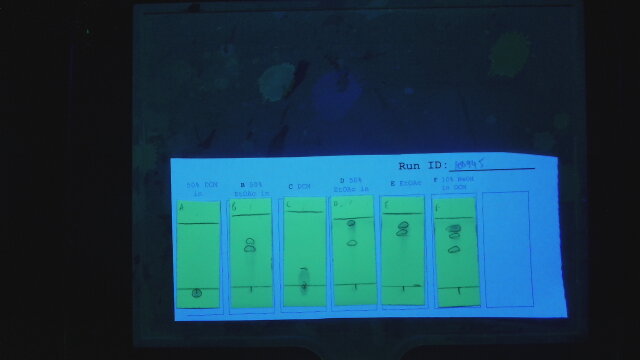 Run ID:
50% DCM
in
B 50%
EtOAc in
C DCM
D 50%
EtOAc in
E EtOAc
F 10% MeOH
in DCM
A
B
C
D
E
F